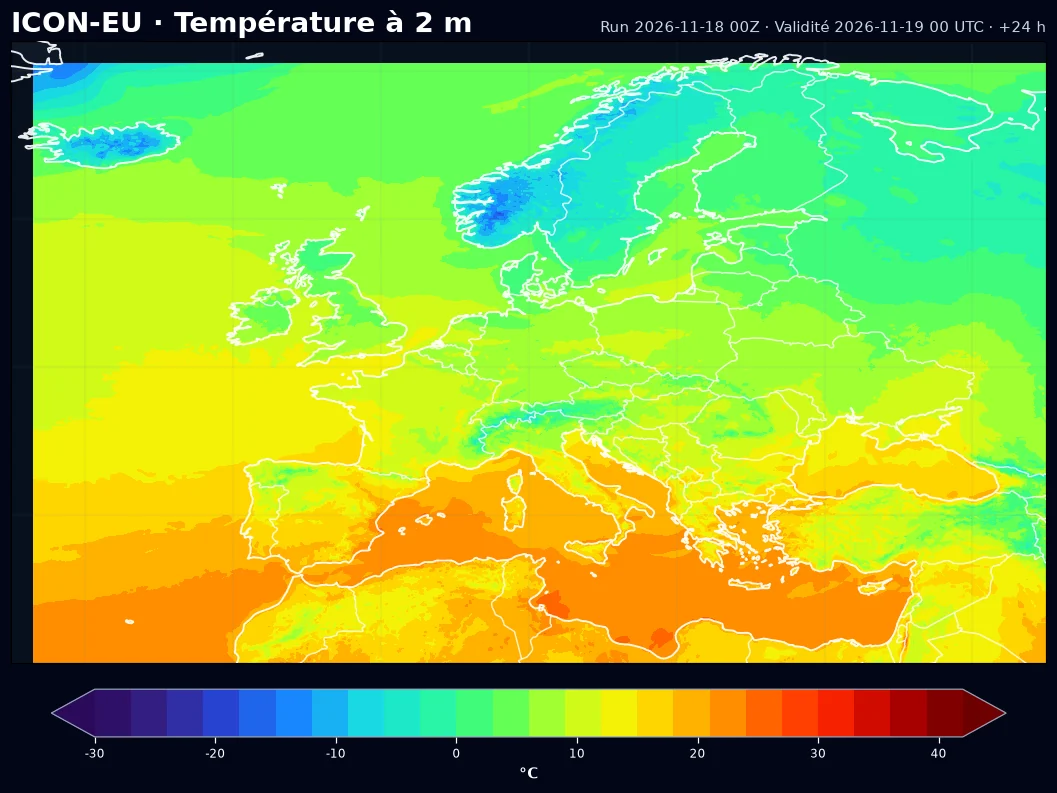 ICON-EU · Température à 2 m
Run 2026-11-18 00Z · Validité 2026-11-19 00 UTC · +24 h
-30 -20 -10 0 10 20 30 40
°C